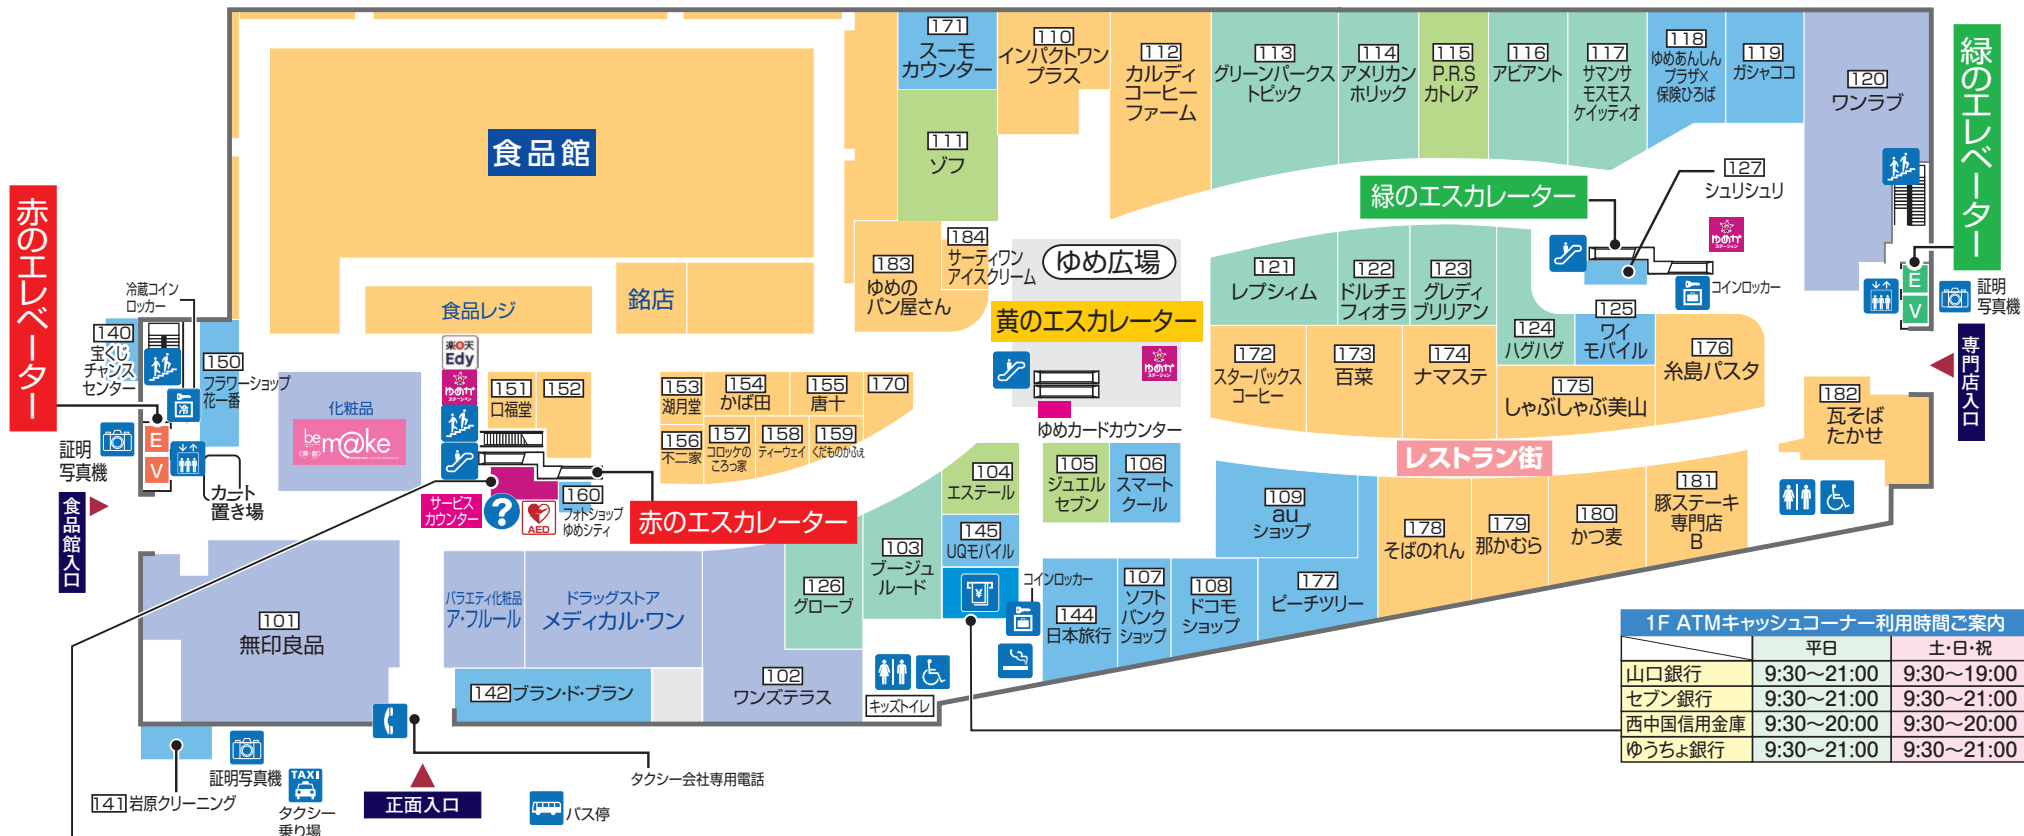 赤のエレベーター
食品館
171
スーモ
カウンター
110
インパクトワン
プラス
112
カルディ
コーヒー
ファーム
113
グリーンパークス
トピック
114
アメリカン
ホリック
115
P.R.S
カトレア
116
アビアント
117
サマンサ
モスモス
ケイッティオ
118
ゆめあんしん
プラザ×
保険ひろば
119
ガシャココ
120
ワンラブ
緑のエレベーター
111
ゾフ
127
シュリシュリ
緑のエスカレーター
ゆめか
ステーション
184
サーティワン
アイスクリーム
183
ゆめの
パン屋さん
ゆめ広場
黄のエスカレーター
ゆめか
ステーション
ゆめカードカウンター
121
レプシィム
122
ドルチェ
フィオラ
123
グレディ
ブリリアン
124
ハグハグ
125
ワイ
モバイル
コインロッカー
E
V
証明
写真機
専門店入口
冷蔵コイン
ロッカー
140
宝くじ
チャンス
センター
150
フラワーショップ
花一番
冷
食品レジ
銘店
楽天
Edy
ゆめか
ステーション
化粧品
be
m@ke
E
V
証明
写真機
カート
置き場
食品館入口
151
口福堂
152
153
湖月堂
154
かば田
155
唐十
170
156
不二家
157
コロッケの
ころっ家
158
ティーウェイ
159
くだものかふぇ
サービス
カウンター
?
AED
160
フォトショップ
ゆめシティ
赤のエスカレーター
172
スターバックス
コーヒー
173
百菜
174
ナマステ
175
しゃぶしゃぶ美山
176
糸島パスタ
182
瓦そば
たかせ
レストラン街
104
エステール
105
ジュエル
セブン
106
スマート
クール
109
au
ショップ
178
そばのれん
179
那かむら
180
かつ麦
181
豚ステーキ
専門店
B
145
UQモバイル
103
ブージュ
ルード
126
グローブ
¥
コインロッカー
144
日本旅行
107
ソフト
バンク
ショップ
108
ドコモ
ショップ
177
ピーチツリー
101
無印良品
バラエティ化粧品
ア・フルール
ドラッグストア
メディカル・ワン
142 ブラン・ド・ブラン
102
ワンズテラス
キッズトイレ
141 岩原クリーニング
証明写真機
TAXI
タクシー
乗り場
正面入口
バス停
タクシー会社専用電話
1F ATMキャッシュコーナー利用時間ご案内
平日 土・日・祝
山口銀行 9:30〜21:00 9:30〜19:00
セブン銀行 9:30〜21:00 9:30〜21:00
西中国信用金庫 9:30〜20:00 9:30〜20:00
ゆうちょ銀行 9:30〜21:00 9:30〜21:00